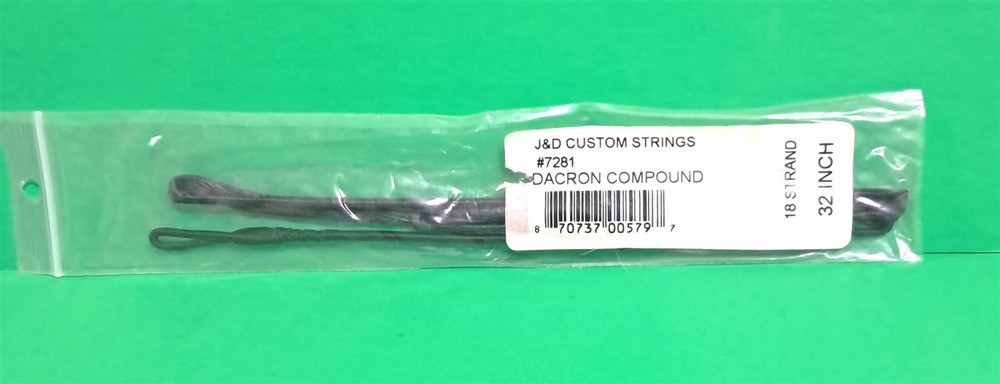 J&D CUSTOM STRINGS
#7281
DACRON COMPOUND
8 70737 00579 7
18 STRAND
32 INCH